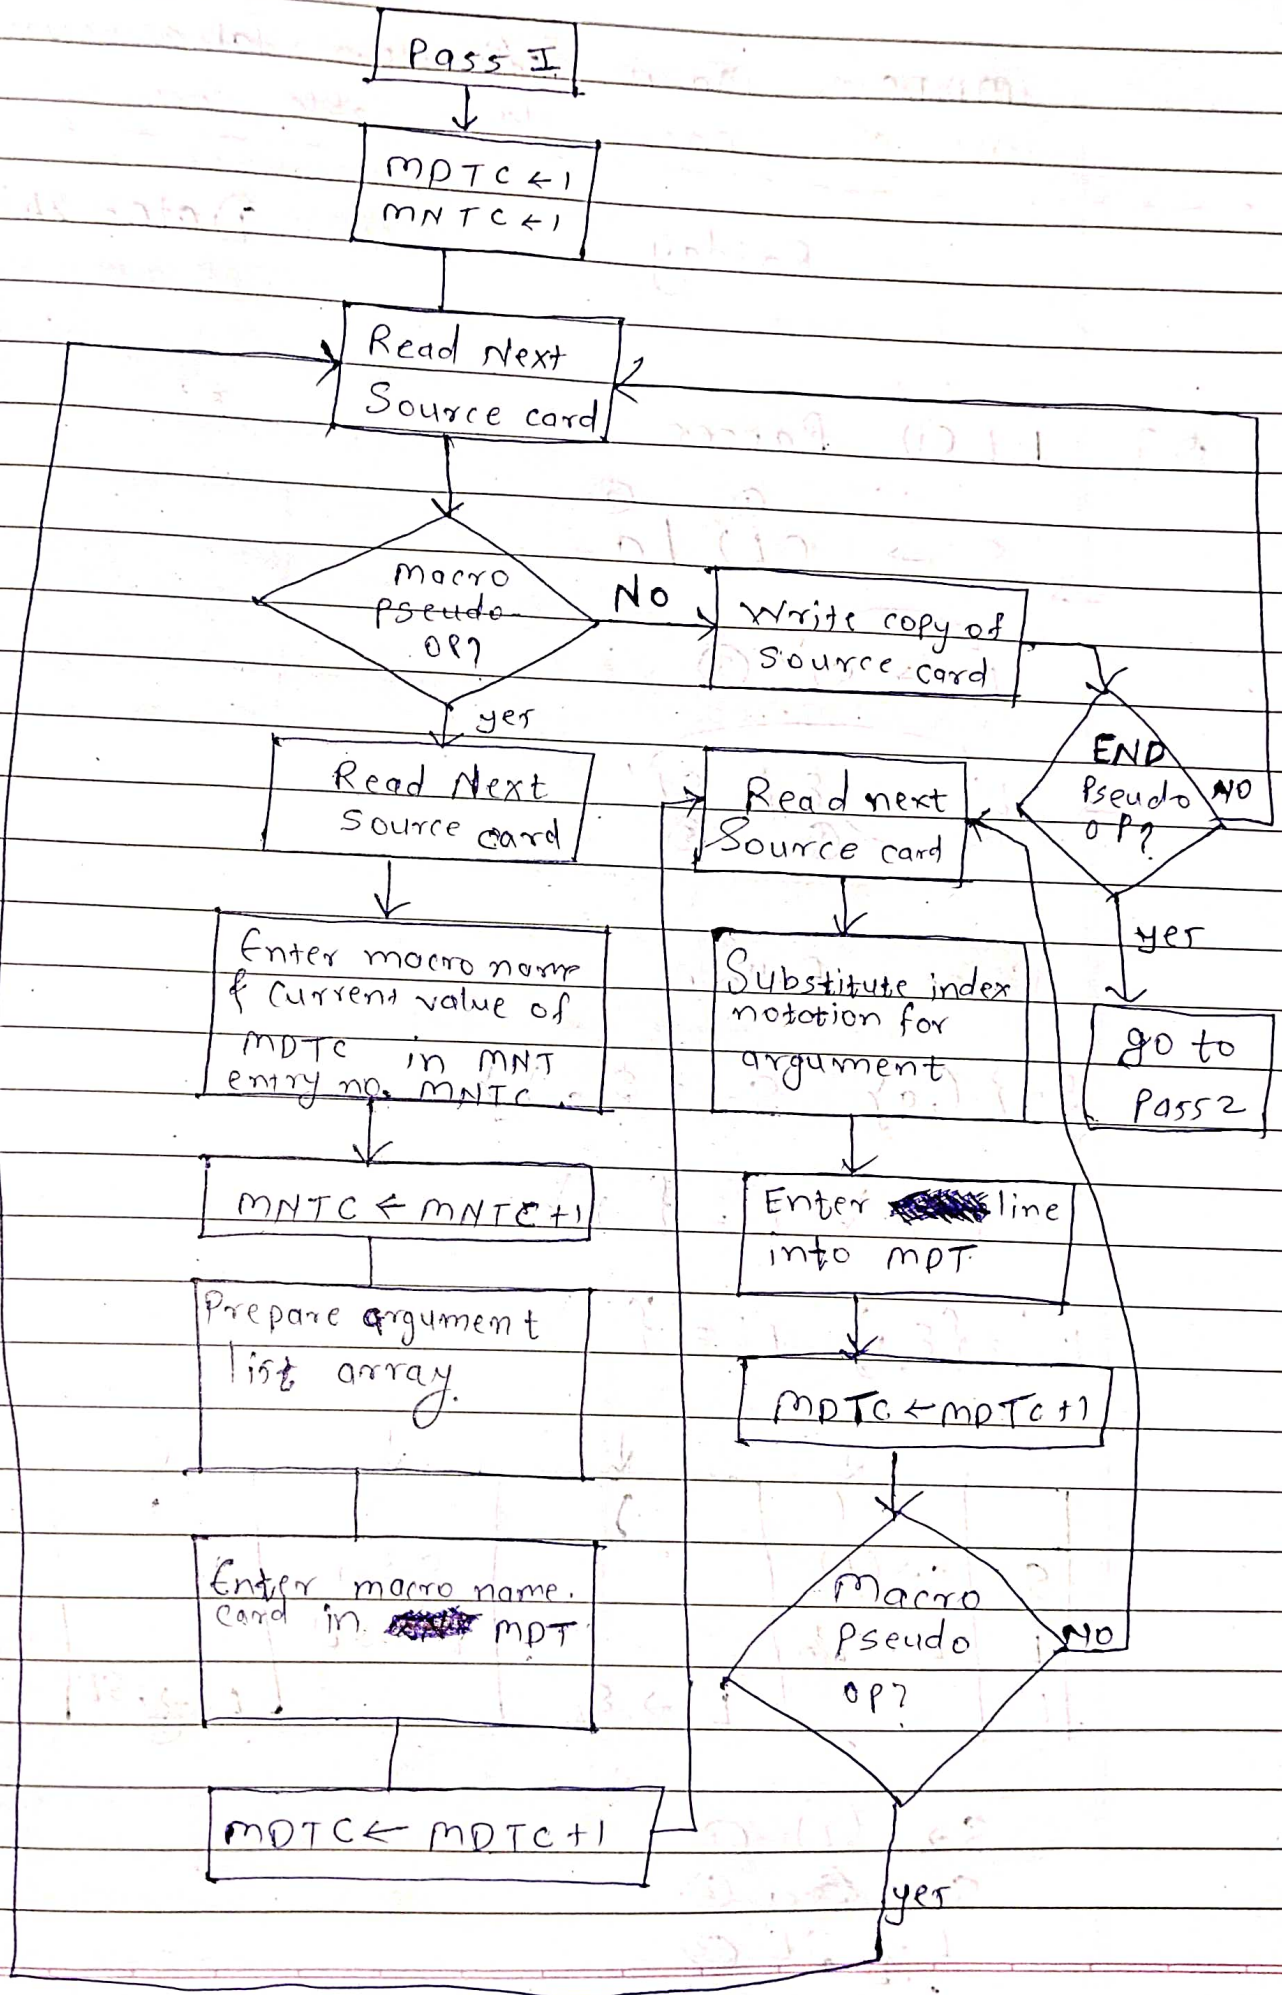 Pass I
MDTC ← 1
MNTC ← 1
Read Next
Source card
macro
pseudo
OP?
NO
Write copy of
Source card
END
Pseudo
OP?
NO
yes
go to
Pass 2
yes
Read Next
Source card
Enter macro name
& current value of
MDTC in MNT
entry no. MNTC.
MNTC ← MNTC + 1
Prepare argument
list array.
Enter macro name.
card in MDT
MDTC ← MDTC + 1
Read next
Source card
Substitute index
notation for
argument
Enter line
into MDT.
MDTC ← MDTC + 1
Macro
Pseudo
OP?
NO
yes